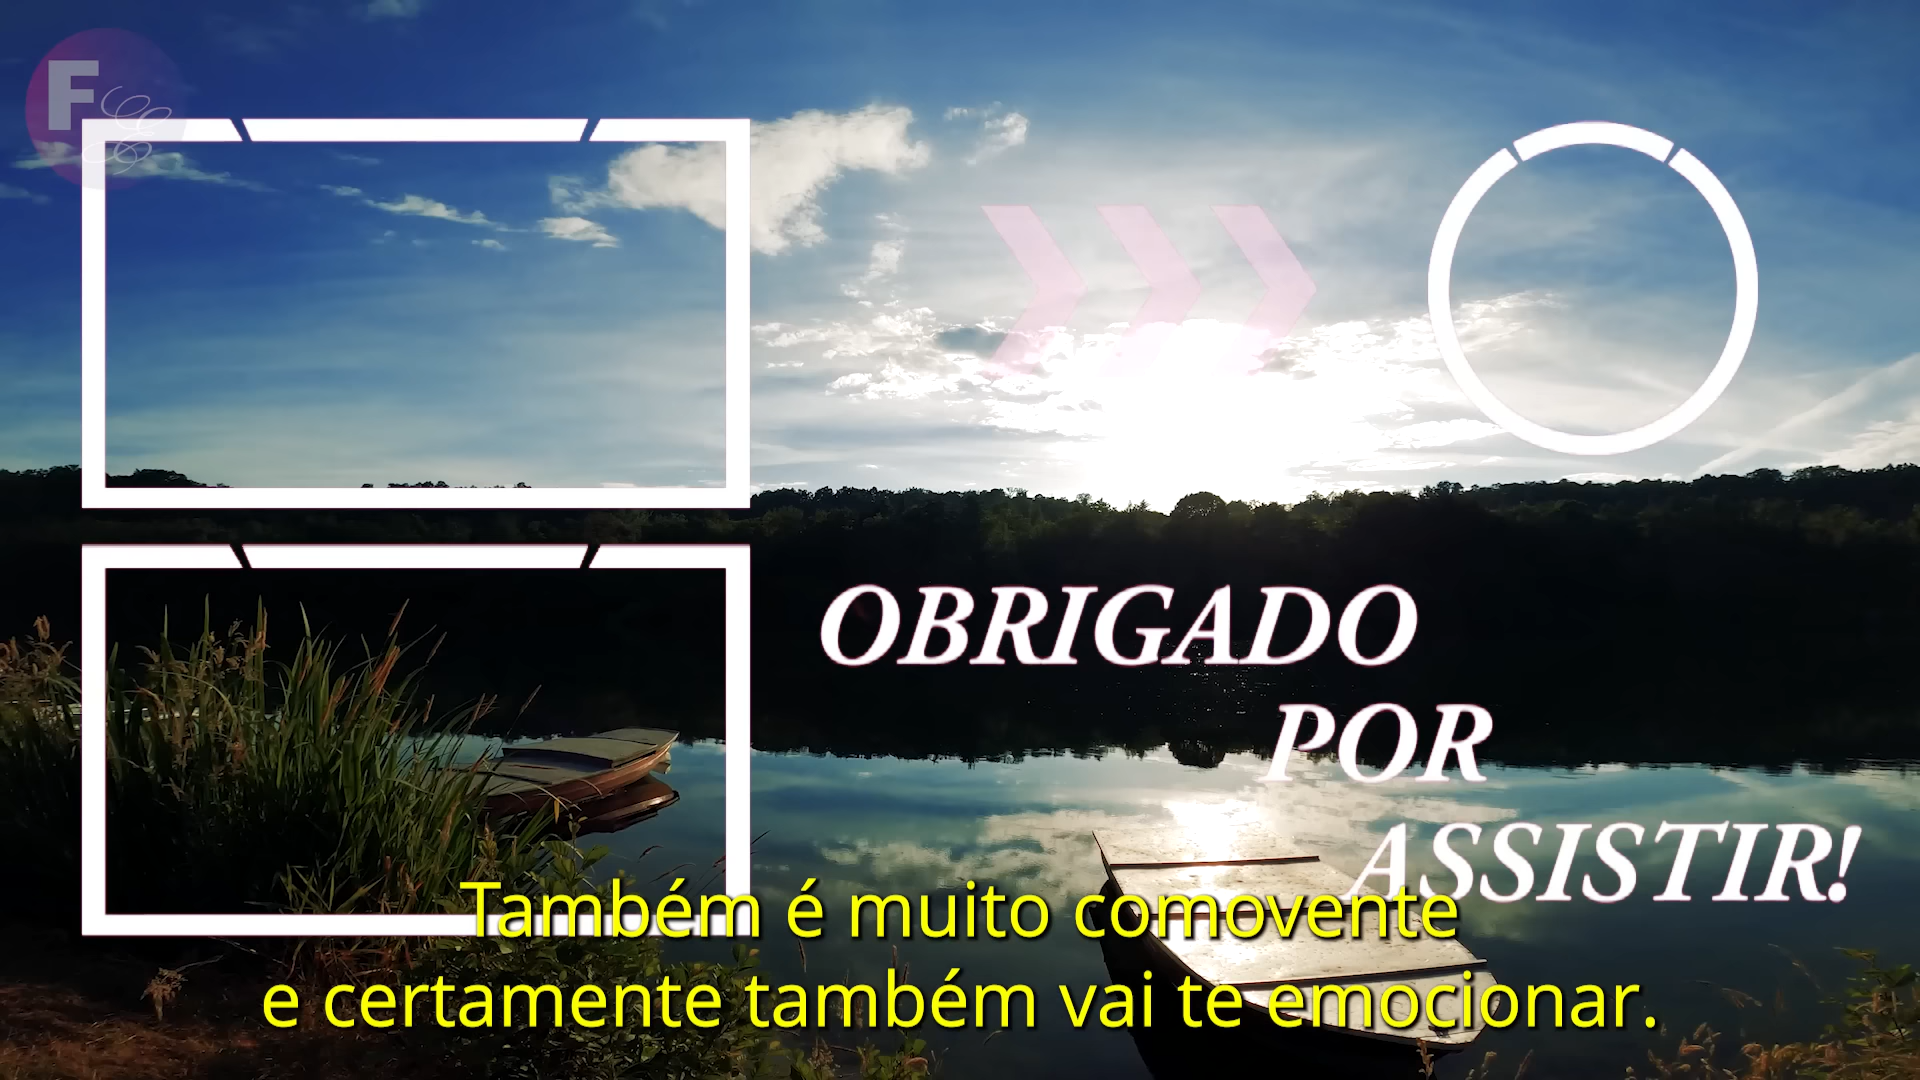 F
OBRIGADO
POR
ASSISTIR!
Também é muito comovente
e certamente também vai te emocionar.